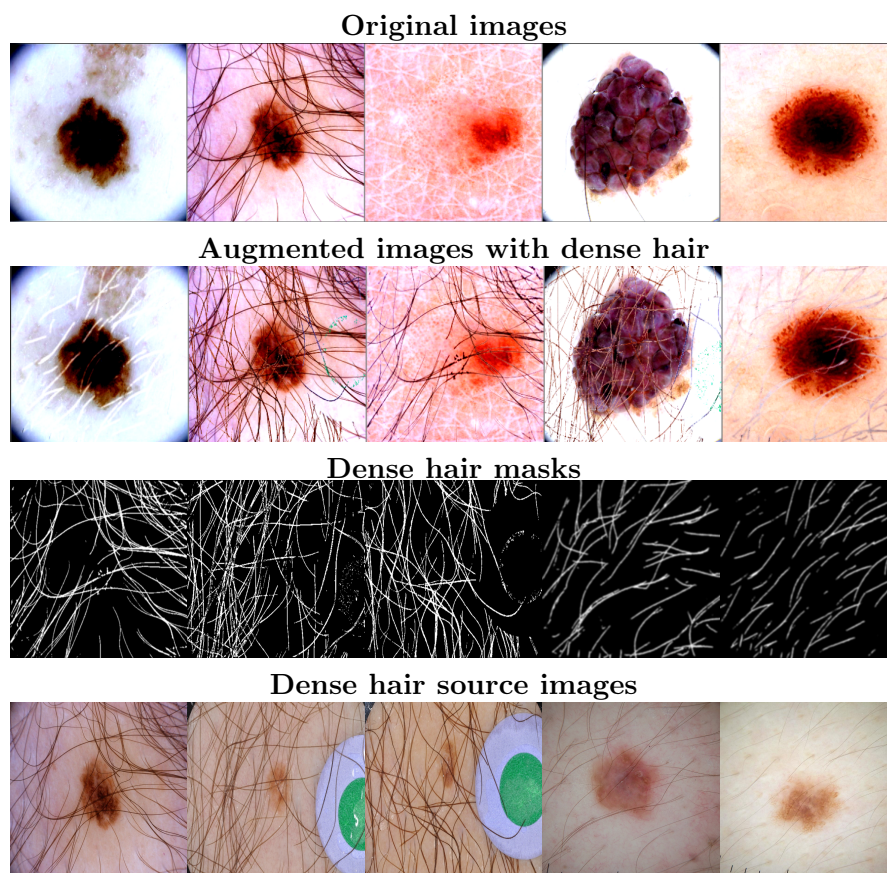 Original images
Augmented images with dense hair
Dense hair masks
Dense hair source images